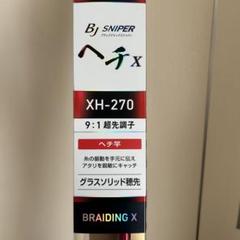 BJ SNIPER
ブラックジャックスナイパー
ヘチ X
XH-270
9:1 超先調子
ヘチ竿
糸の振動を手元に伝え
アタリを鋭敏にキャッチ
グラスソリッド穂先
BRAIDING X